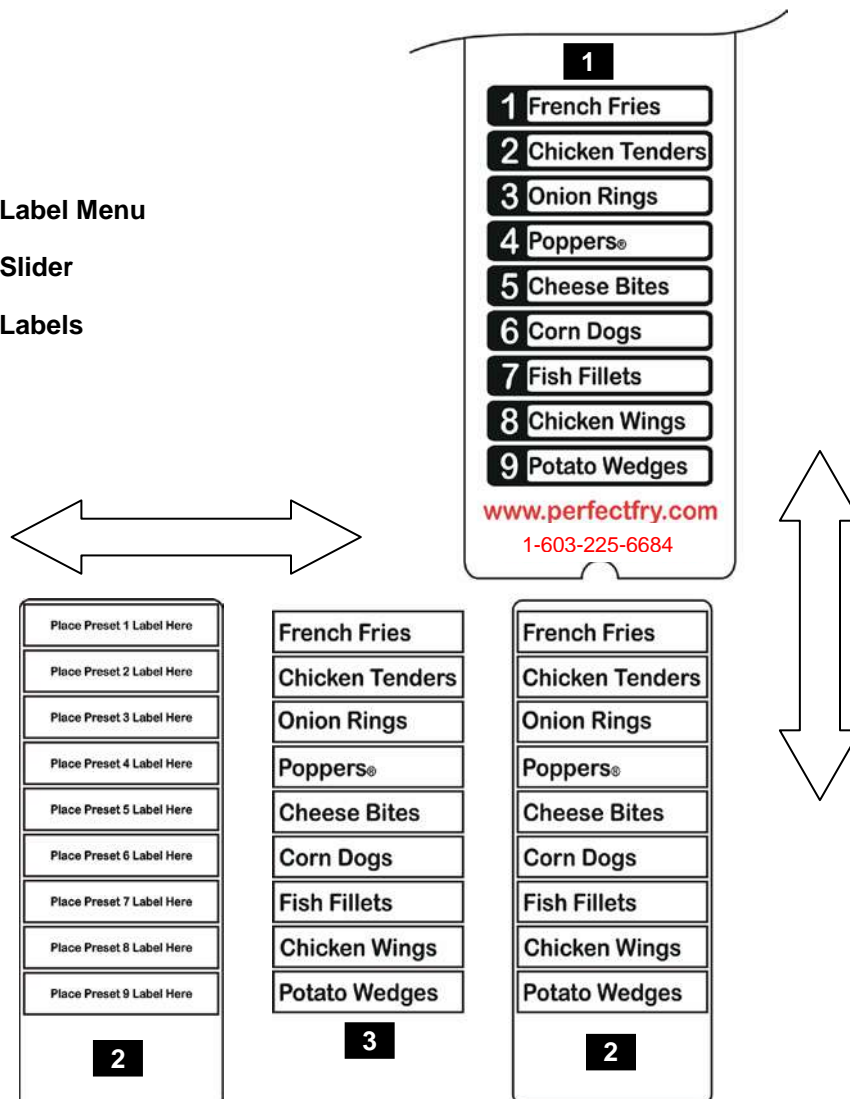 Label Menu
Slider
Labels
1
1 French Fries
2 Chicken Tenders
3 Onion Rings
4 Poppers®
5 Cheese Bites
6 Corn Dogs
7 Fish Fillets
8 Chicken Wings
9 Potato Wedges
www.perfectfry.com
1-603-225-6684
Place Preset 1 Label Here
Place Preset 2 Label Here
Place Preset 3 Label Here
Place Preset 4 Label Here
Place Preset 5 Label Here
Place Preset 6 Label Here
Place Preset 7 Label Here
Place Preset 8 Label Here
Place Preset 9 Label Here
2
French Fries
Chicken Tenders
Onion Rings
Poppers®
Cheese Bites
Corn Dogs
Fish Fillets
Chicken Wings
Potato Wedges
3
French Fries
Chicken Tenders
Onion Rings
Poppers®
Cheese Bites
Corn Dogs
Fish Fillets
Chicken Wings
Potato Wedges
2